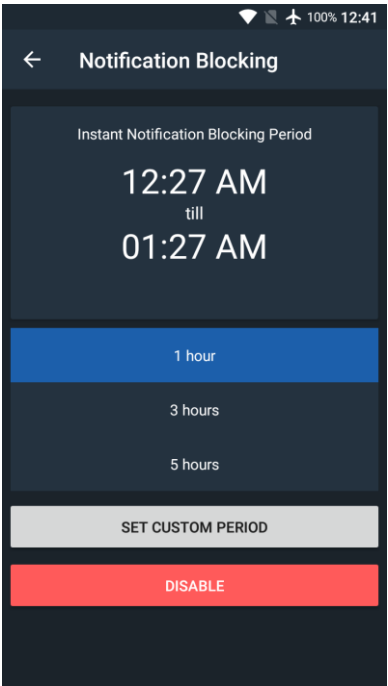 100% 12:41
Notification Blocking
Instant Notification Blocking Period
12:27 AM
till
01:27 AM
1 hour
3 hours
5 hours
SET CUSTOM PERIOD
DISABLE